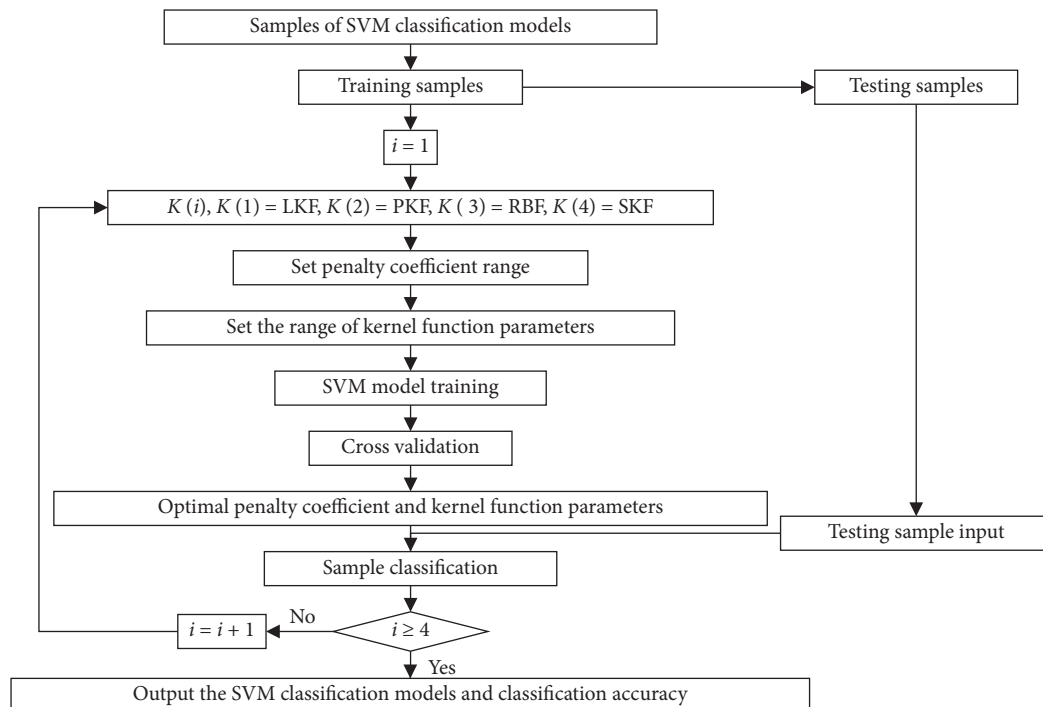 Samples of SVM classification models
Training samples
Testing samples
i = 1
K (i), K (1) = LKF, K (2) = PKF, K ( 3) = RBF, K (4) = SKF
Set penalty coefficient range
Set the range of kernel function parameters
SVM model training
Cross validation
Optimal penalty coefficient and kernel function parameters
Testing sample input
Sample classification
i = i + 1
No
i ≥ 4
Yes
Output the SVM classification models and classification accuracy